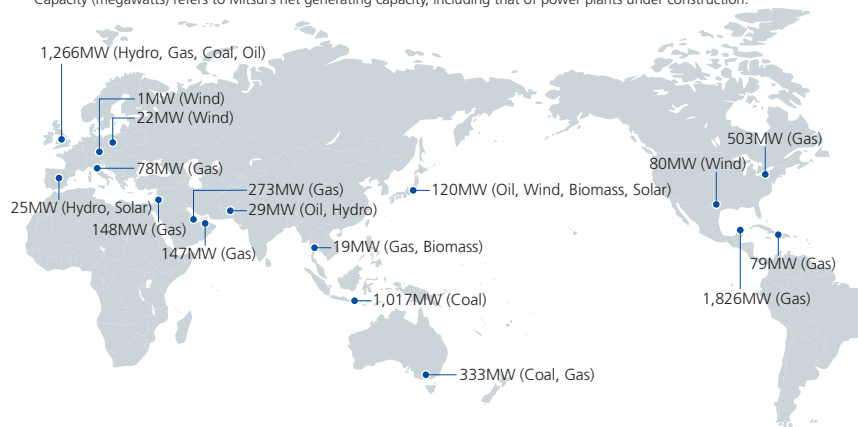 Capacity (megawatts) refers to Mitsui's net generating capacity, including that of power plants under construction.
1,266MW (Hydro, Gas, Coal, Oil)
1MW (Wind)
22MW (Wind)
78MW (Gas)
25MW (Hydro, Solar)
148MW (Gas)
147MW (Gas)
273MW (Gas)
29MW (Oil, Hydro)
120MW (Oil, Wind, Biomass, Solar)
19MW (Gas, Biomass)
1,017MW (Coal)
333MW (Coal, Gas)
503MW (Gas)
80MW (Wind)
79MW (Gas)
1,826MW (Gas)